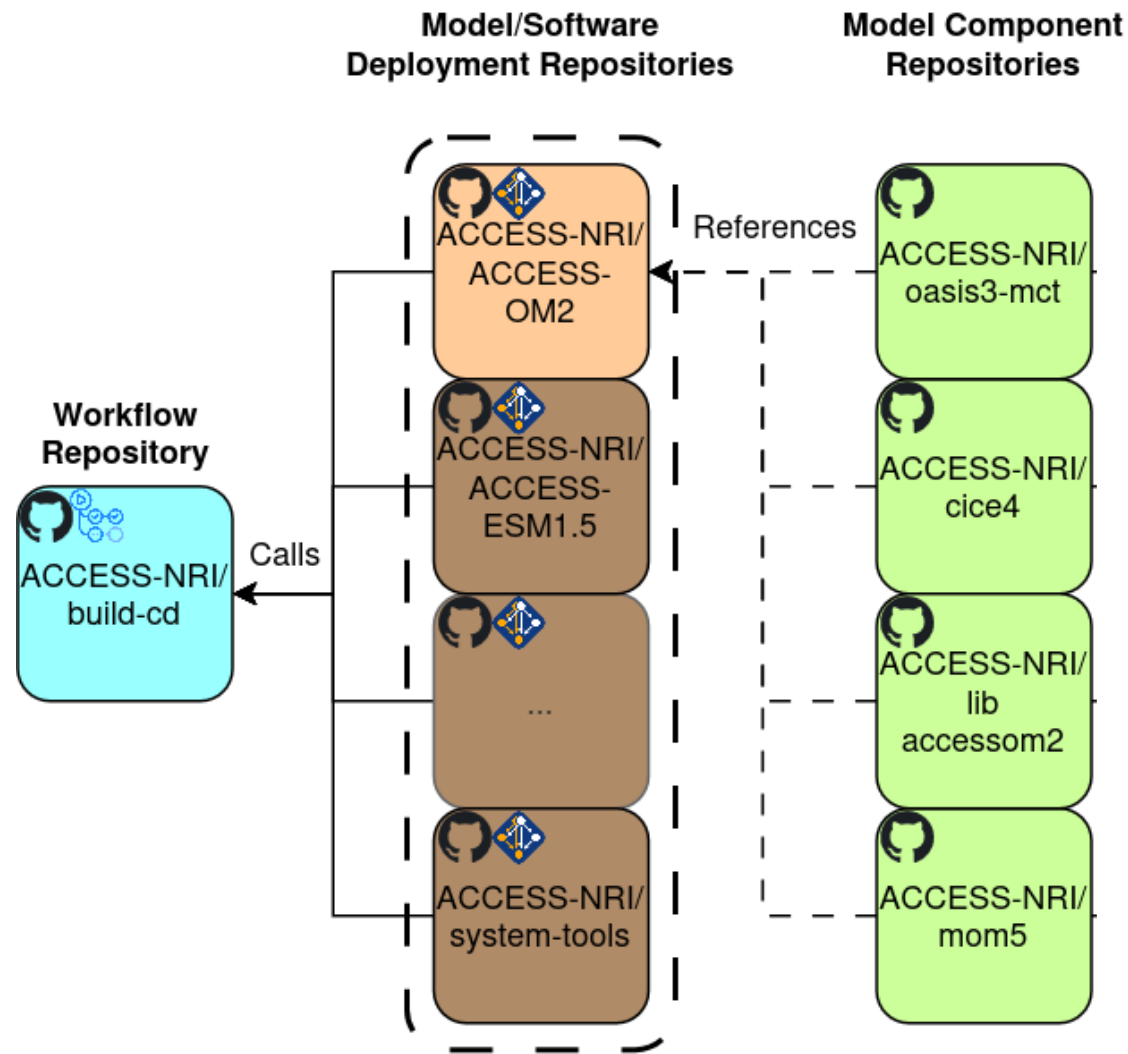 Model/Software
Deployment Repositories
Model Component
Repositories
ACCESS-NRI/
ACCESS-
OM2
References
ACCESS-NRI/
oasis3-mct
Workflow
Repository
ACCESS-NRI/
ACCESS-
ESM1.5
ACCESS-NRI/
cice4
ACCESS-NRI/
build-cd
Calls
...
ACCESS-NRI/
lib
accessom2
ACCESS-NRI/
system-tools
ACCESS-NRI/
mom5